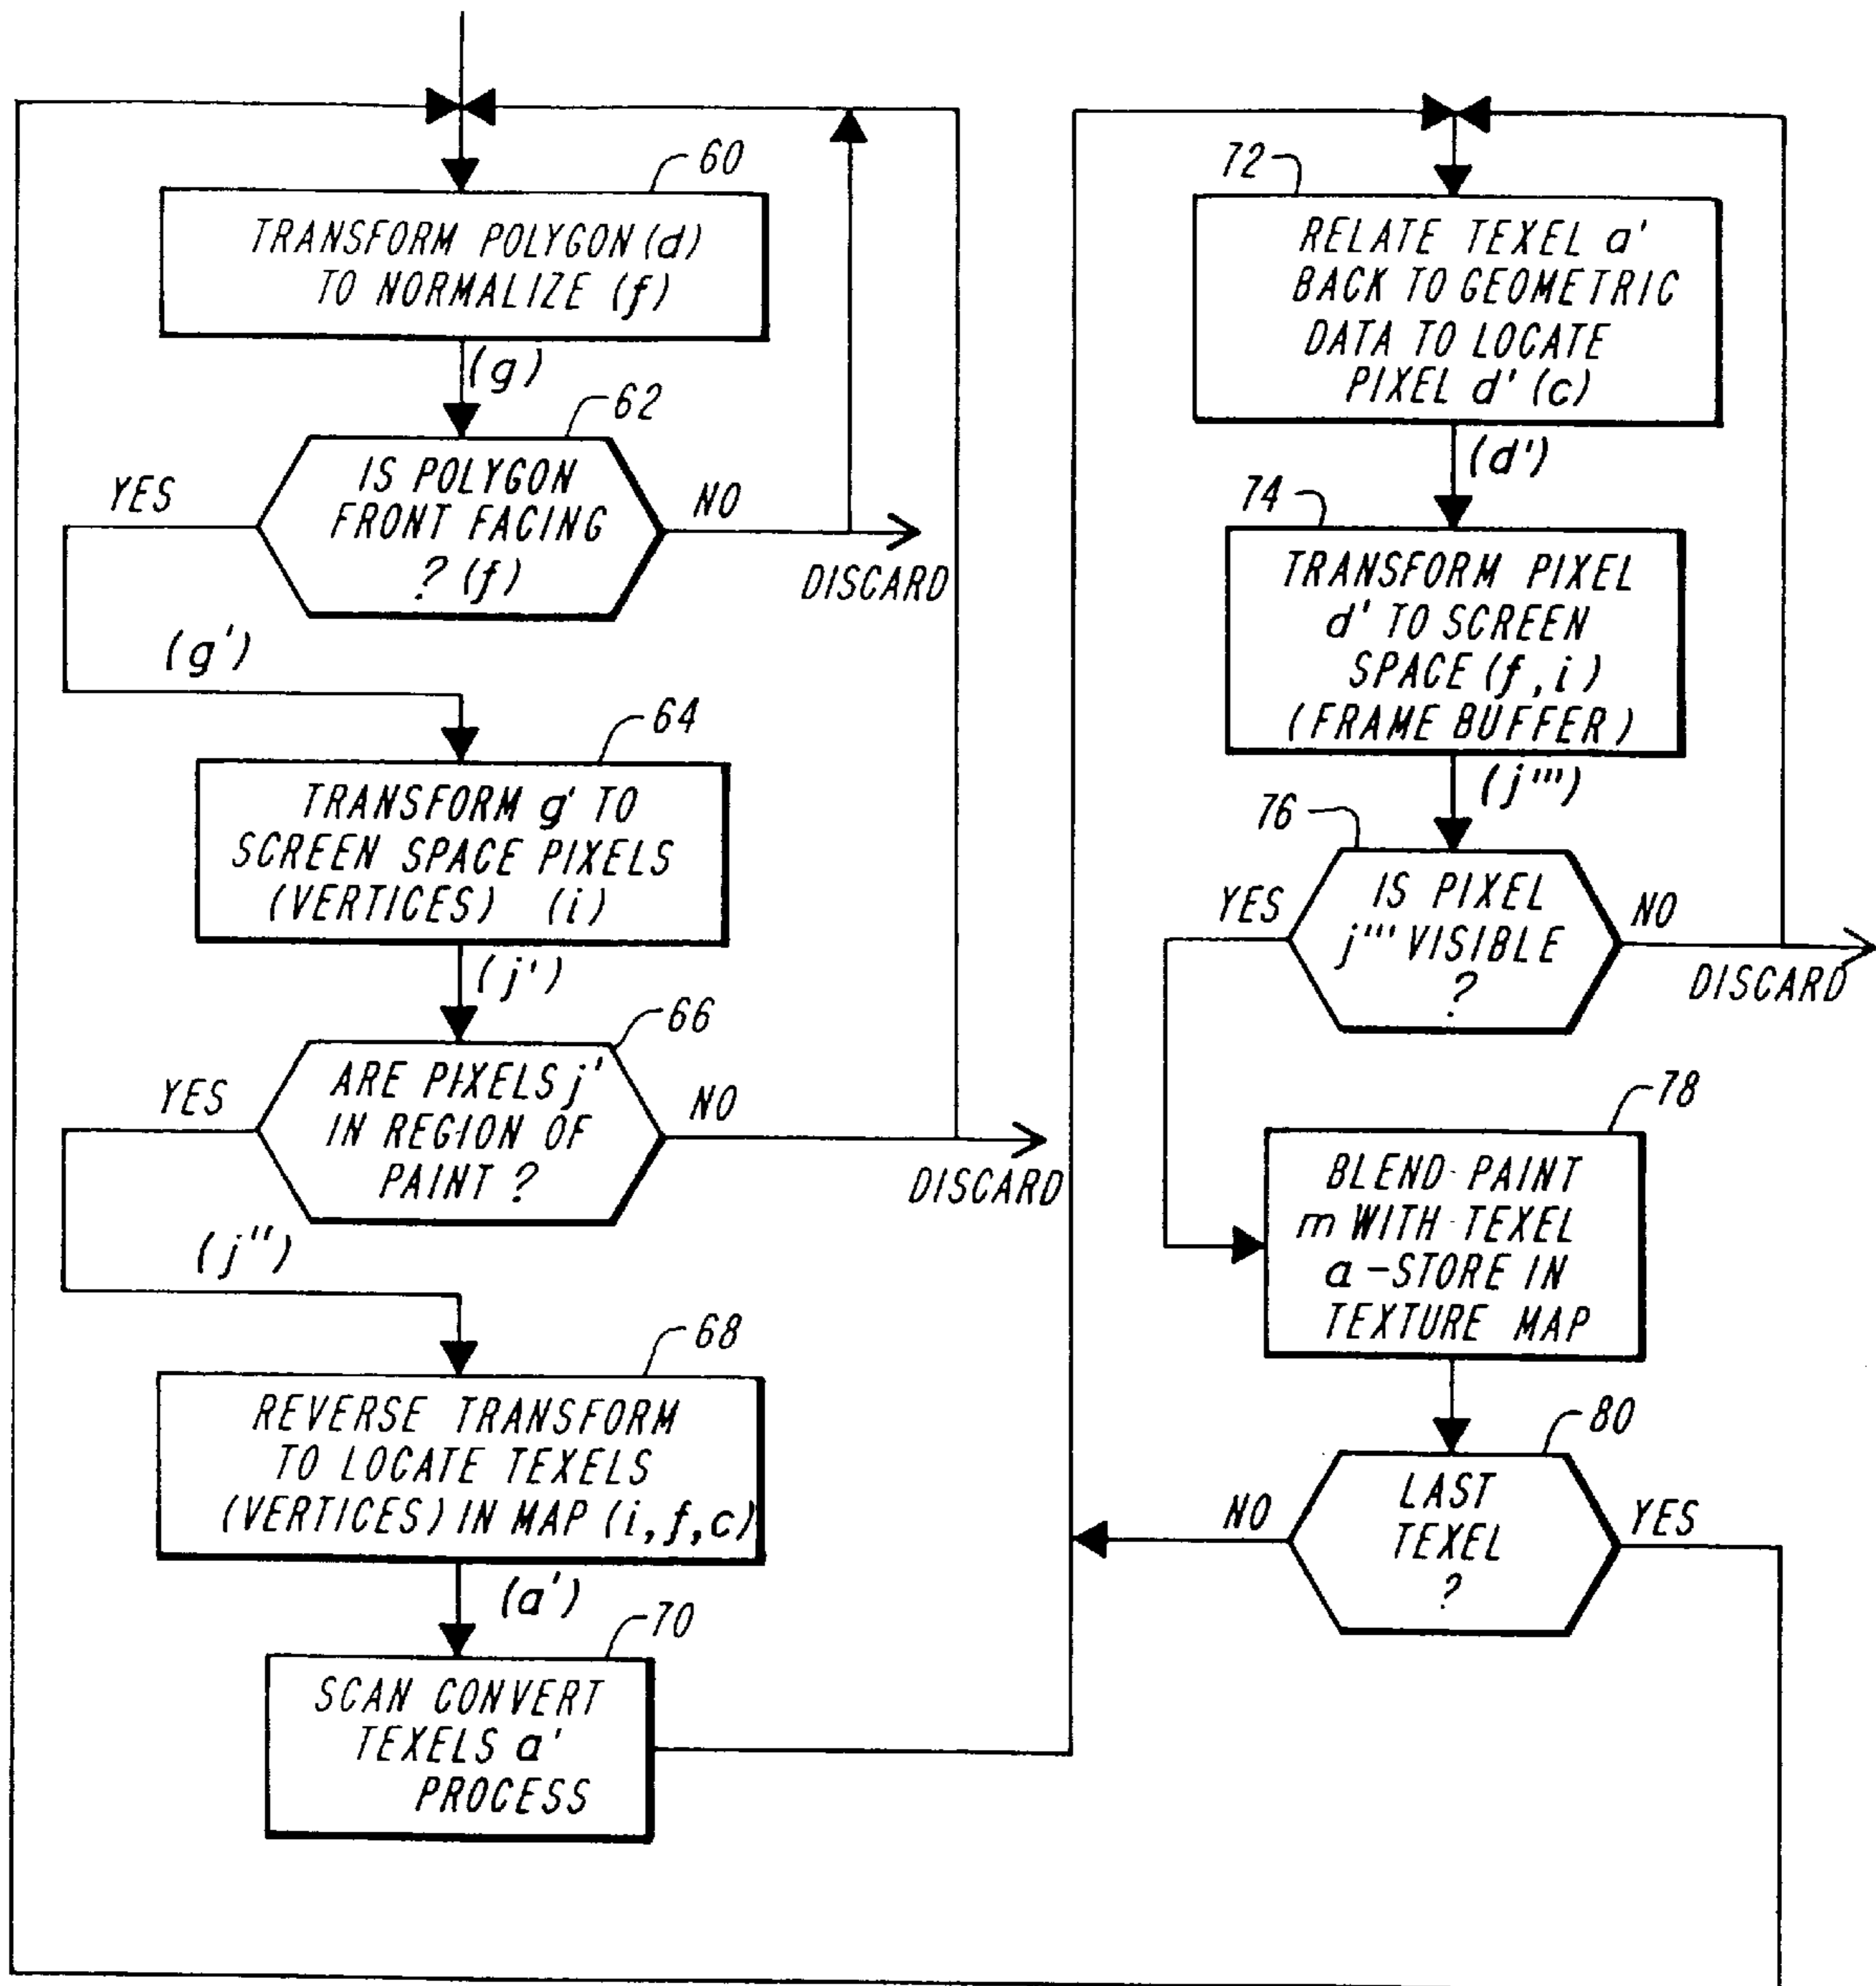 60
TRANSFORM POLYGON (d)
TO NORMALIZE (f)
(g)
62
IS POLYGON
FRONT FACING
? (f)
YES
NO
DISCARD
(g')
64
TRANSFORM g' TO
SCREEN SPACE PIXELS
(VERTICES) (i)
(j')
66
ARE PIXELS j'
IN REGION OF
PAINT ?
YES
NO
DISCARD
(j'')
68
REVERSE TRANSFORM
TO LOCATE TEXELS
(VERTICES) IN MAP (i, f, c)
(a')
70
SCAN CONVERT
TEXELS a'
PROCESS
72
RELATE TEXEL a'
BACK TO GEOMETRIC
DATA TO LOCATE
PIXEL d' (c)
(d')
74
TRANSFORM PIXEL
d' TO SCREEN
SPACE (f, i)
(FRAME BUFFER)
(j''')
76
IS PIXEL
j''' VISIBLE
?
YES
NO
DISCARD
78
BLEND-PAINT
m WITH-TEXEL
a-STORE IN
TEXTURE MAP
80
LAST
TEXEL
?
NO
YES